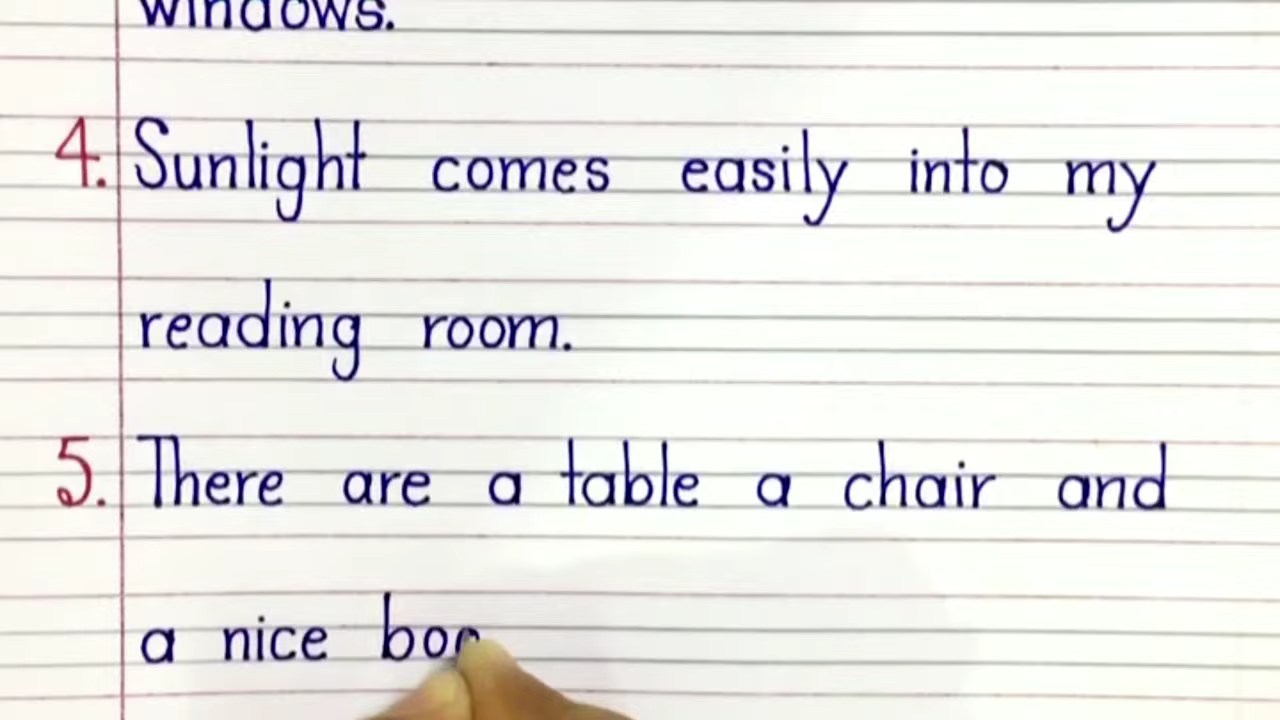 windows.
4. Sunlight comes easily into my
reading room.
5. There are a table a chair and
a nice